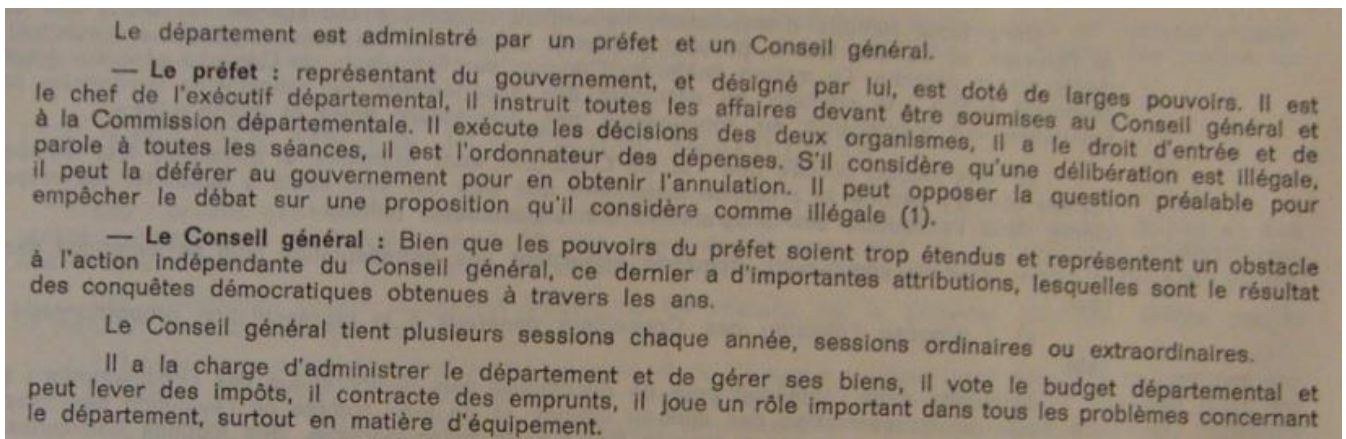 Le département est administré par un préfet et un Conseil général.
— Le préfet : représentant du gouvernement, et désigné par lui, est doté de larges pouvoirs. Il est
le chef de l'exécutif départemental, il instruit toutes les affaires devant être soumises au Conseil général et
à la Commission départementale. Il exécute les décisions des deux organismes, il a le droit d'entrée et de
parole à toutes les séances, il est l'ordonnateur des dépenses. S'il considère qu'une délibération est illégale,
il peut la déférer au gouvernement pour en obtenir l'annulation. Il peut opposer la question préalable pour
empêcher le débat sur une proposition qu'il considère comme illégale (1).
— Le Conseil général : Bien que les pouvoirs du préfet soient trop étendus et représentent un obstacle
à l'action indépendante du Conseil général, ce dernier a d'importantes attributions, lesquelles sont le résultat
des conquêtes démocratiques obtenues à travers les ans.
Le Conseil général tient plusieurs sessions chaque année, sessions ordinaires ou extraordinaires.
Il a la charge d'administrer le département et de gérer ses biens, il vote le budget départemental et
peut lever des impôts, il contracte des emprunts, il joue un rôle important dans tous les problèmes concernant
le département, surtout en matière d'équipement.